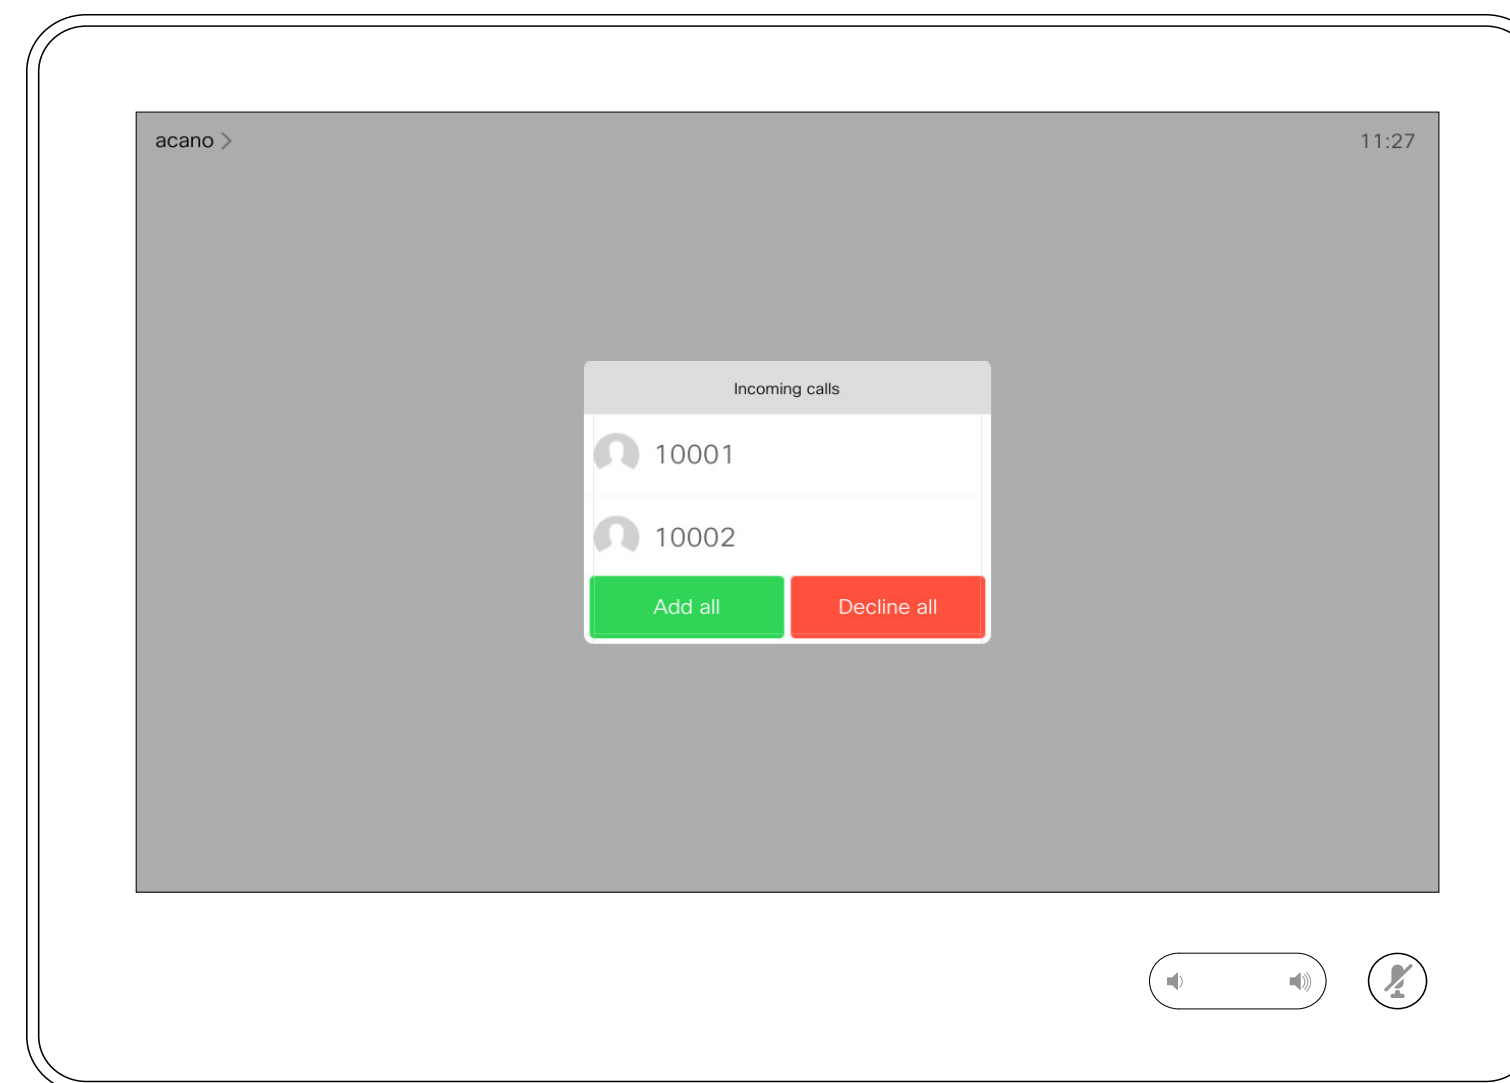 acano
11:27
Incoming calls
10001
10002
Add all
Decline all